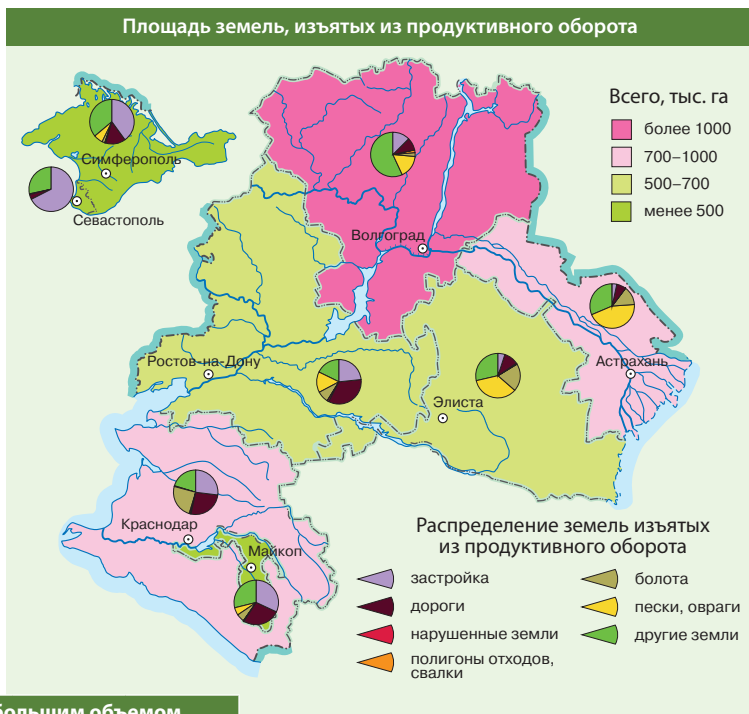 Площадь земель, изъятых из продуктивного оборота
Всего, тыс. га
более 1000
700–1000
500–700
менее 500
Симферополь
Севастополь
Волгоград
Ростов-на-Дону
Астрахань
Элиста
Краснодар
Майкоп
Распределение земель изъятых
из продуктивного оборота
застройка
дороги
нарушенные земли
полигоны отходов,
свалки
болота
пески, овраги
другие земли
большим объемом